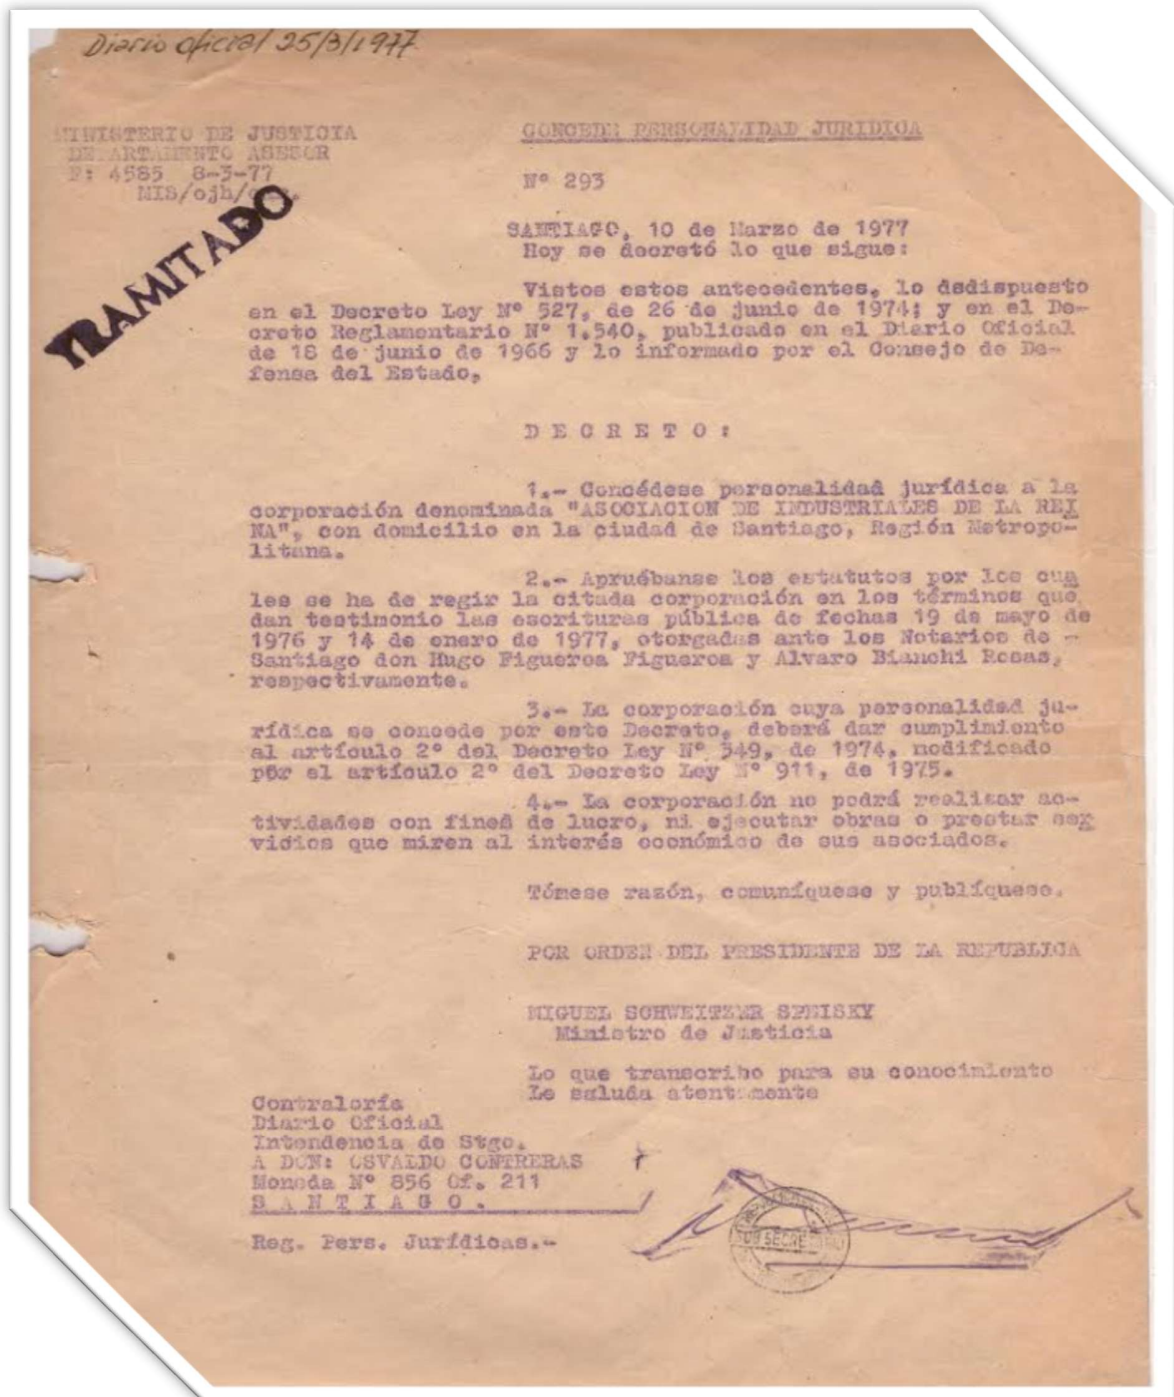 Diario oficial 25/3/1977
MINISTERIO DE JUSTICIA
DEPARTAMENTO ASESOR
F: 4585 8-3-77
MIS/ojh/
TRAMITADO
CONCEDE PERSONALIDAD JURIDICA
Nº 293
SANTIAGO, 10 de Marzo de 1977
Hoy se decretó lo que sigue:
Vistos estos antecedentes, lo dedispuesto
en el Decreto Ley Nº 527, de 26 de junio de 1974; y en el De-
creto Reglamentario Nº 1.540, publicado en el Diario Oficial
de 18 de junio de 1966 y lo informado por el Consejo de De-
fensa del Estado,
D E C R E T O :
1.- Concédese personalidad jurídica a la
corporación denominada "ASOCIACION DE INDUSTRIALES DE LA REI
NA", con domicilio en la ciudad de Santiago, Región Metropo-
litana.
2.- Apruébanse los estatutos por los cua
les se ha de regir la citada corporación en los términos que
dan testimonio las escrituras pública de fechas 19 de mayo de
1976 y 14 de enero de 1977, otorgadas ante los Notarios de -
Santiago don Hugo Figueroa Figueroa y Alvaro Bianchi Rosas,
respectivamente.
3.- La corporación cuya personalidad ju-
rídica se concede por este Decreto, deberá dar cumplimiento
al artículo 2º del Decreto Ley Nº 349, de 1974, modificado
por el artículo 2º del Decreto Ley Nº 911, de 1975.
4.- La corporación no podrá realizar ac-
tividades con fines de lucro, ni ejecutar obras o prestar ser
vidios que miren al interés económico de sus asociados.
Tómese razón, comuníquese y publíquese.
POR ORDEN DEL PRESIDENTE DE LA REPUBLICA
MIGUEL SCHWEITZER SPEISKY
Ministro de Justicia
Lo que transcribo para su conocimiento
Le saluda atentamente
Contraloría
Diario Oficial
Intendencia de Stgo.
A DON: OSVALDO CONTRERAS
Moneda Nº 856 Of. 211
S A N T I A G O .
Reg. Pers. Jurídicas.-